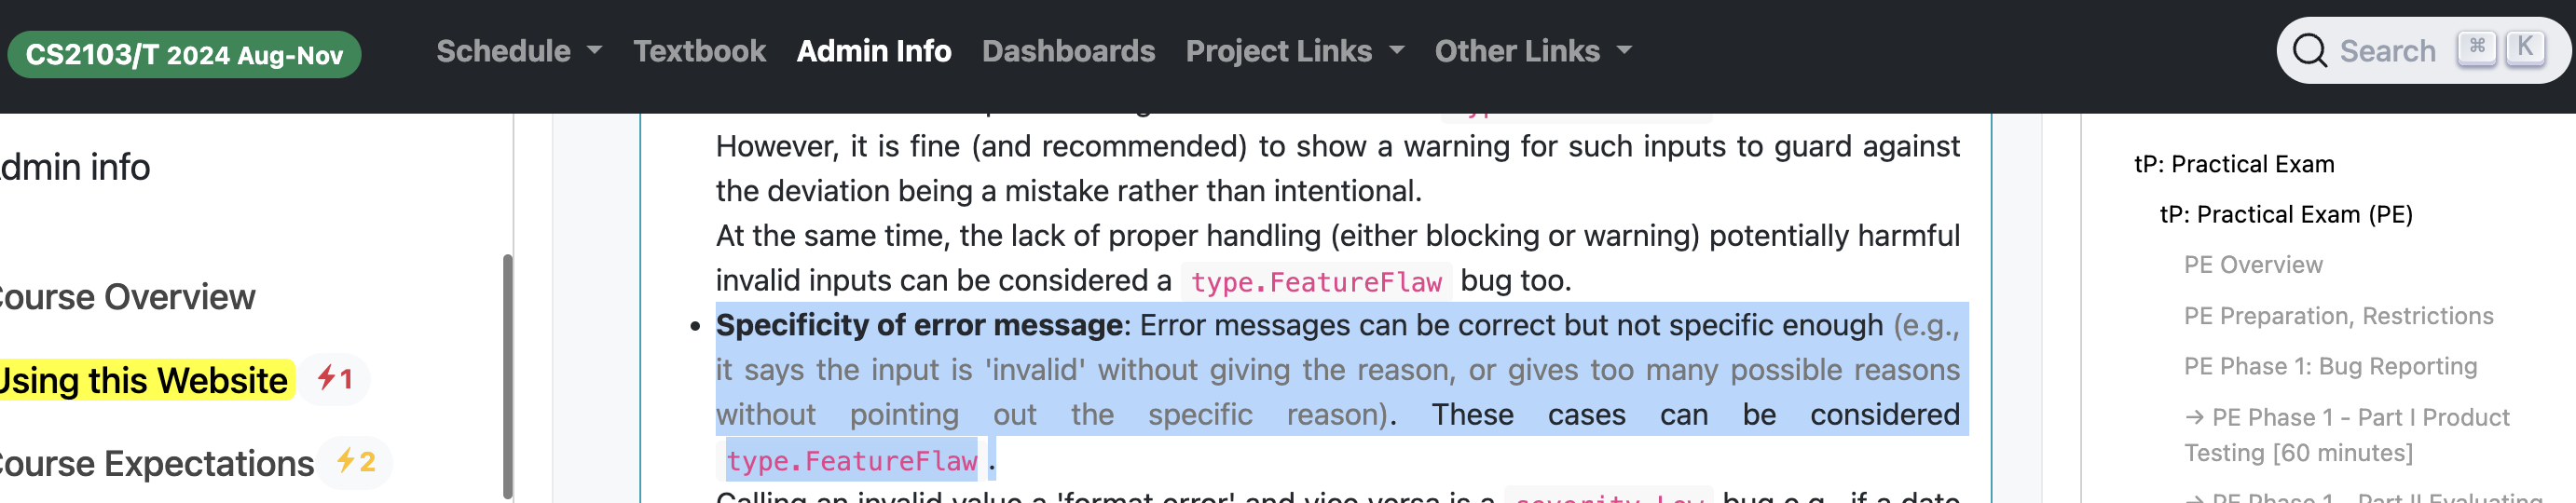 CS2103/T 2024 Aug-Nov Schedule Textbook Admin Info Dashboards Project Links Other Links Search ⌘ K
dmin info
ourse Overview
Using this Website 1
ourse Expectations 2
However, it is fine (and recommended) to show a warning for such inputs to guard against
the deviation being a mistake rather than intentional.
At the same time, the lack of proper handling (either blocking or warning) potentially harmful
invalid inputs can be considered a type.FeatureFlaw bug too.
• Specificity of error message: Error messages can be correct but not specific enough (e.g.,
it says the input is 'invalid' without giving the reason, or gives too many possible reasons
without pointing out the specific reason). These cases can be considered
type.FeatureFlaw .
Calling an invalid value a 'format error' and vice versa is a severity.Low bug e.g., if a date
tP: Practical Exam
tP: Practical Exam (PE)
PE Overview
PE Preparation, Restrictions
PE Phase 1: Bug Reporting
→ PE Phase 1 - Part I Product
Testing [60 minutes]
→ PE Phase 1 - Part II Evaluating